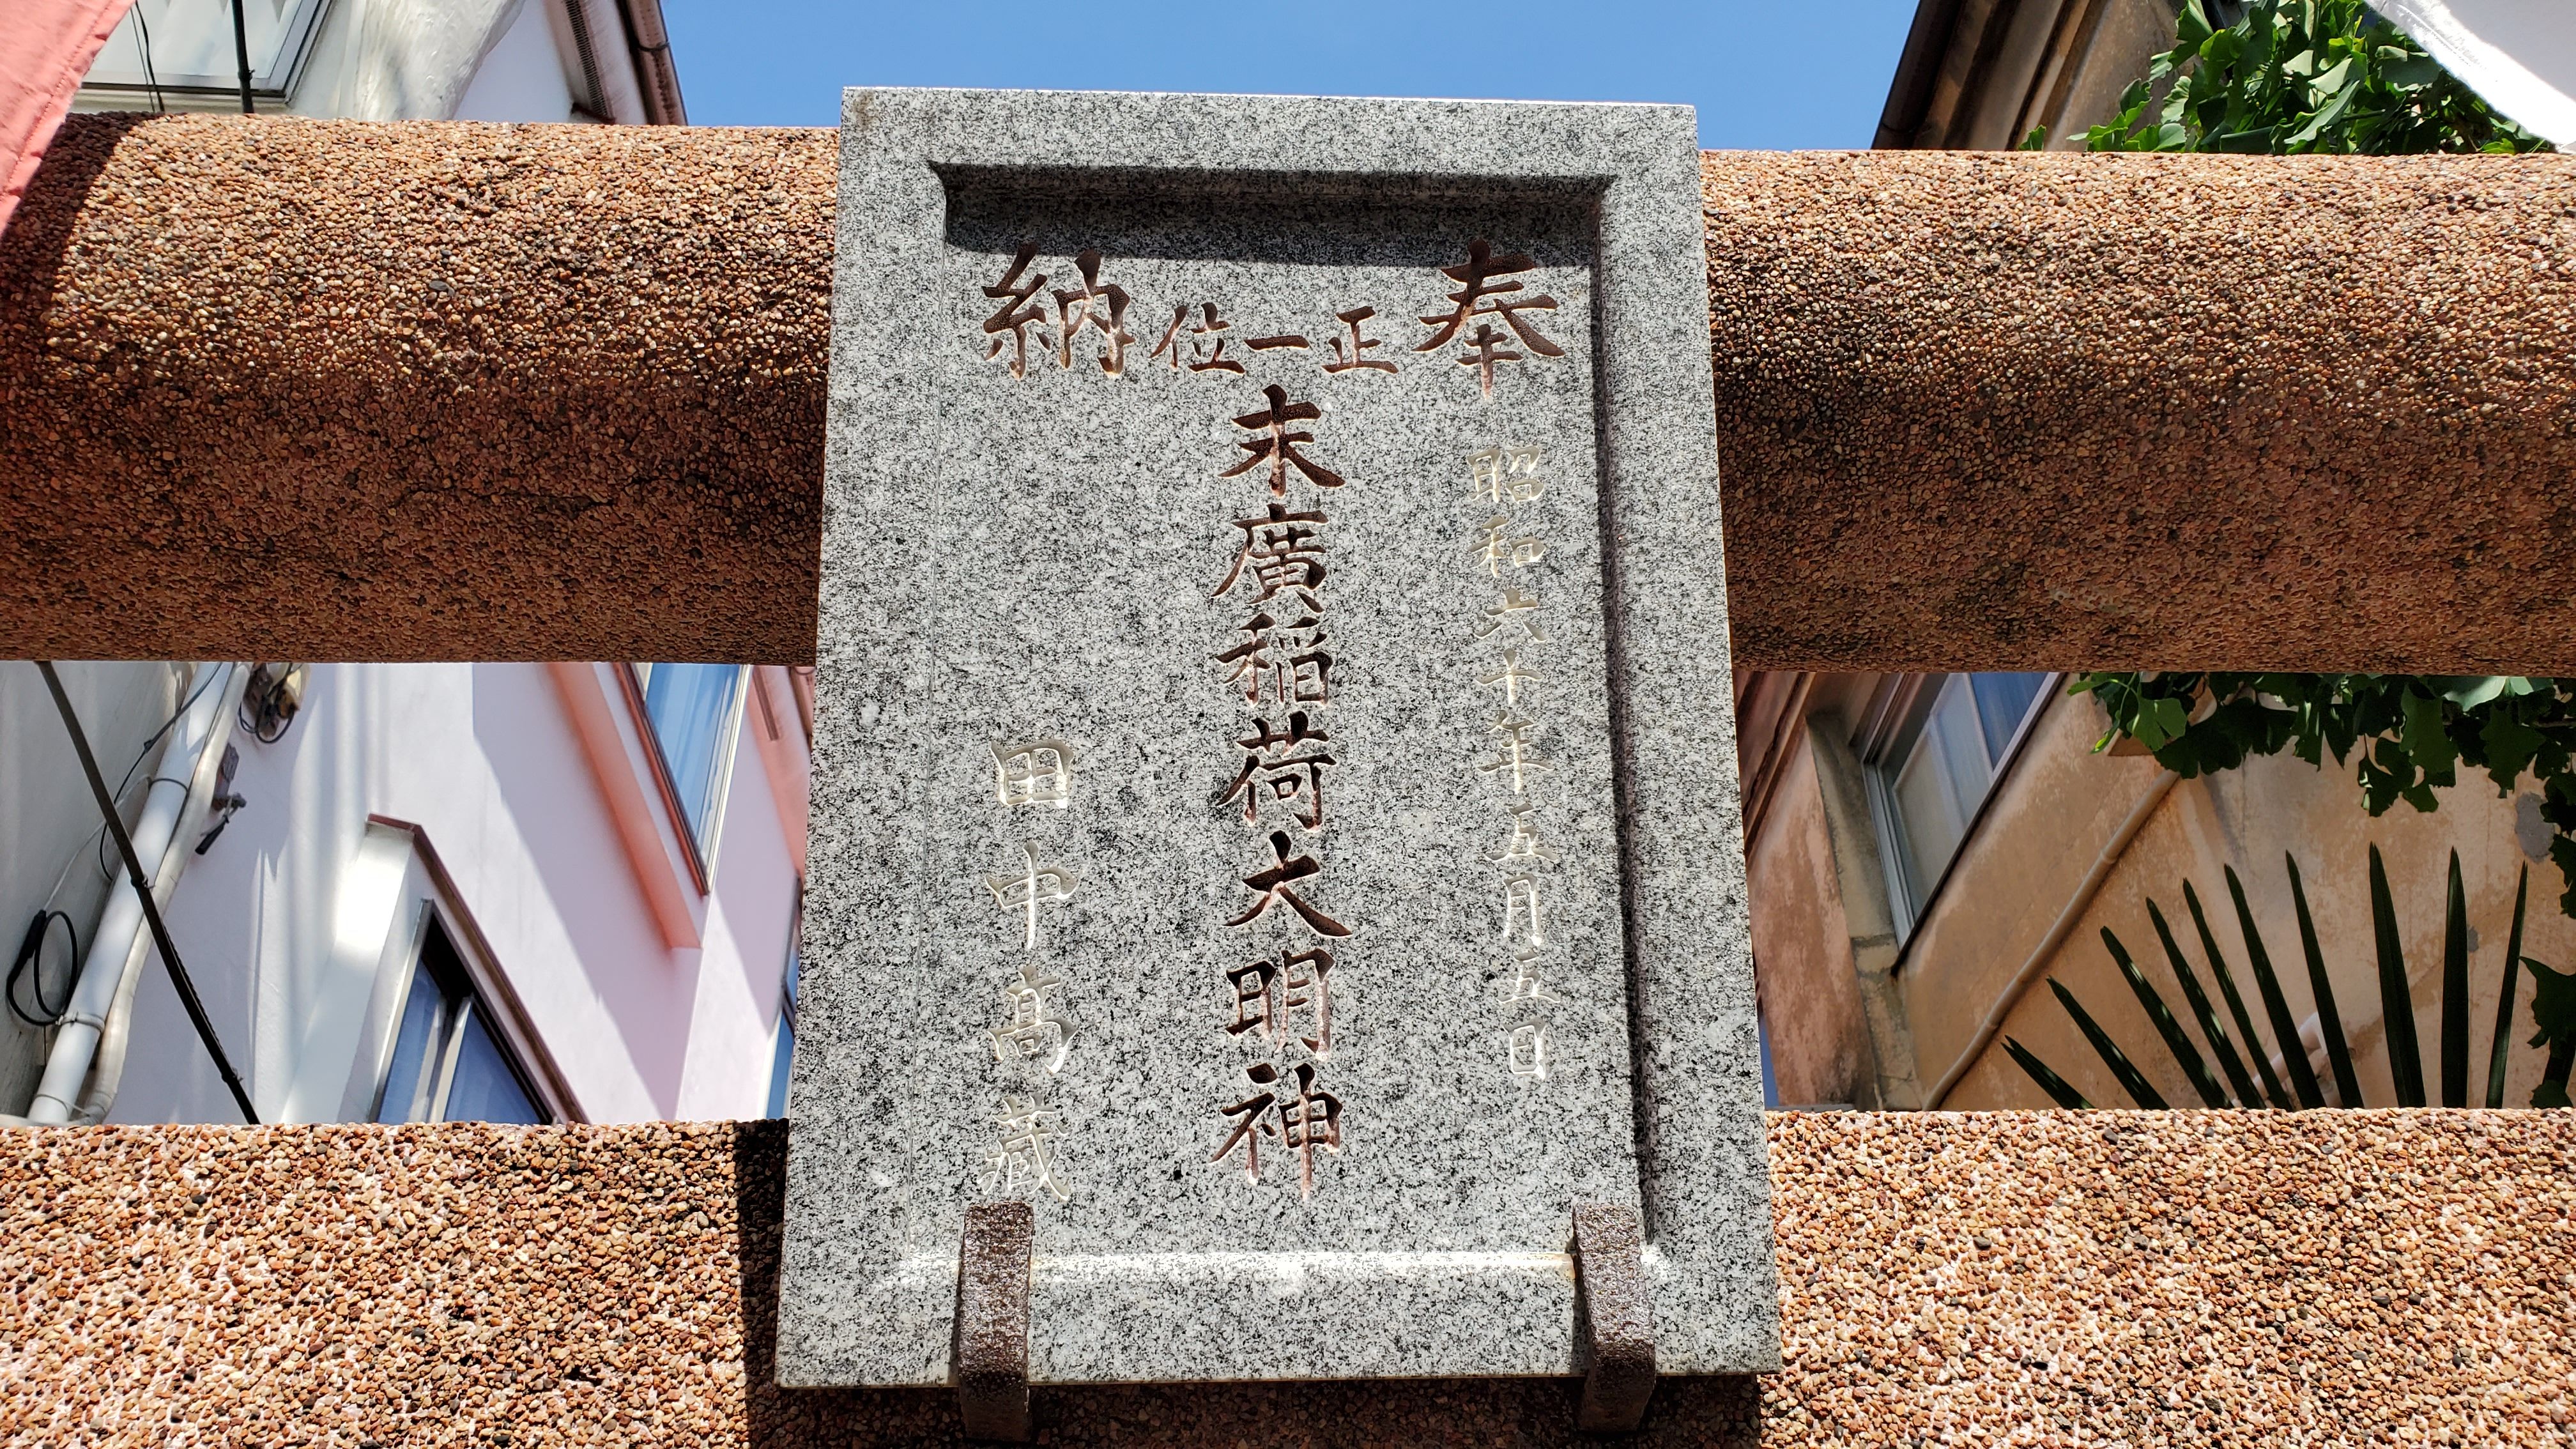 奉納
正一位
末廣稲荷大明神
昭和六十年五月五日
田中髙藏